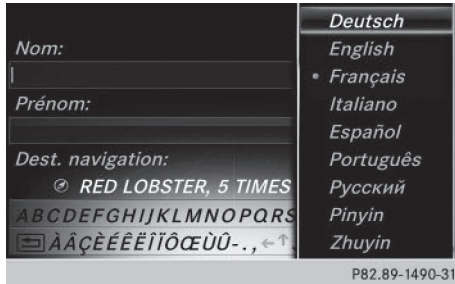 Nom:
Prénom:
Dest. navigation:
RED LOBSTER, 5 TIMES
ABCDEFGHIJKLMNOPQRS
ÀÂÇÈÉÊËÎÏÔŒÙÛ-.,←↑
Deutsch
English
• Français
Italiano
Español
Português
Русский
Pinyin
Zhuyin
P82.89-1490-31